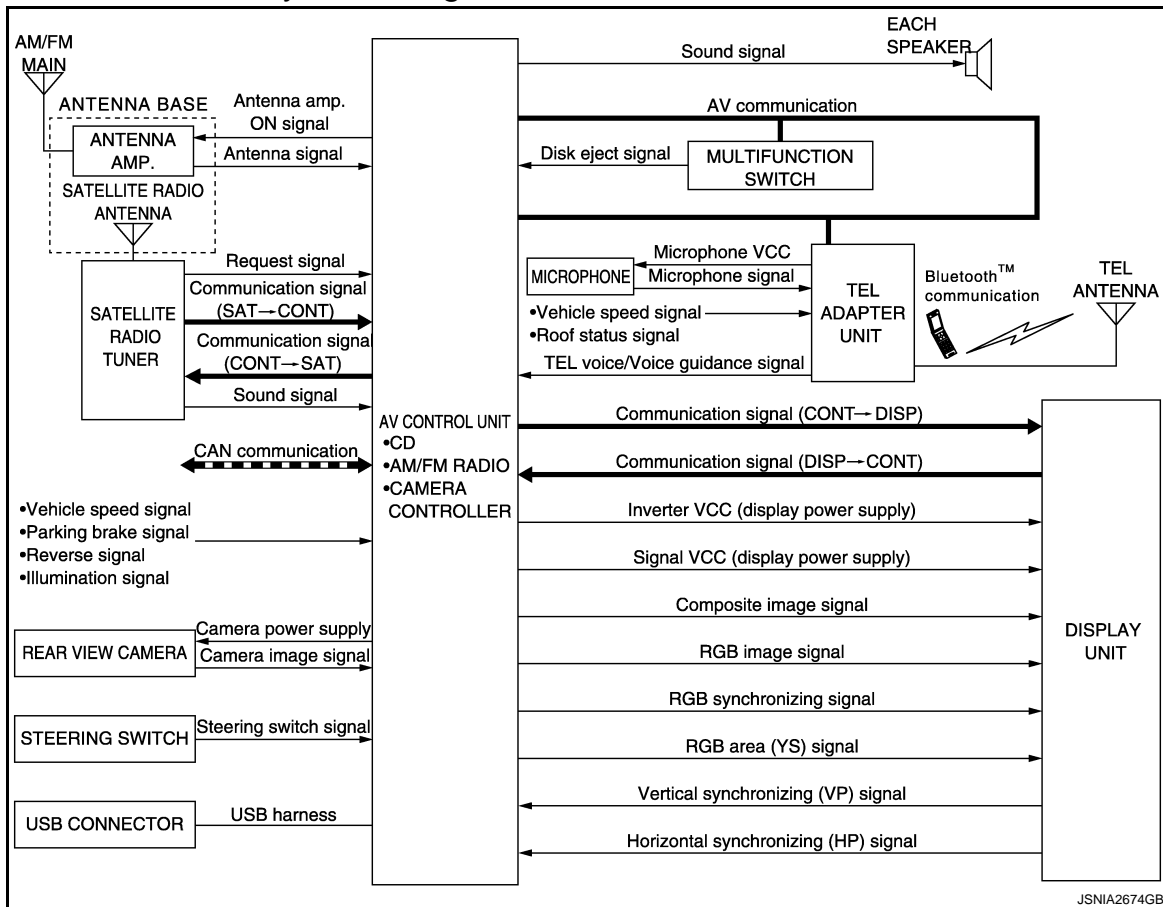 AM/FM
MAIN
ANTENNA BASE
ANTENNA
AMP.
Antenna amp.
ON signal
Antenna signal
SATELLITE RADIO
ANTENNA
SATELLITE
RADIO
TUNER
Request signal
Communication signal
(SAT→CONT)
Communication signal
(CONT→SAT)
Sound signal
CAN communication
•Vehicle speed signal
•Parking brake signal
•Reverse signal
•Illumination signal
REAR VIEW CAMERA
Camera power supply
Camera image signal
STEERING SWITCH
Steering switch signal
USB CONNECTOR
USB harness
AV CONTROL UNIT
•CD
•AM/FM RADIO
•CAMERA
CONTROLLER
Sound signal
EACH
SPEAKER
AV communication
Disk eject signal
MULTIFUNCTION
SWITCH
MICROPHONE
Microphone VCC
Microphone signal
•Vehicle speed signal
•Roof status signal
TEL voice/Voice guidance signal
TEL
ADAPTER
UNIT
Bluetooth™
communication
TEL
ANTENNA
Communication signal (CONT→DISP)
Communication signal (DISP→CONT)
Inverter VCC (display power supply)
Signal VCC (display power supply)
Composite image signal
RGB image signal
RGB synchronizing signal
RGB area (YS) signal
Vertical synchronizing (VP) signal
Horizontal synchronizing (HP) signal
DISPLAY
UNIT
JSNIA2674GB